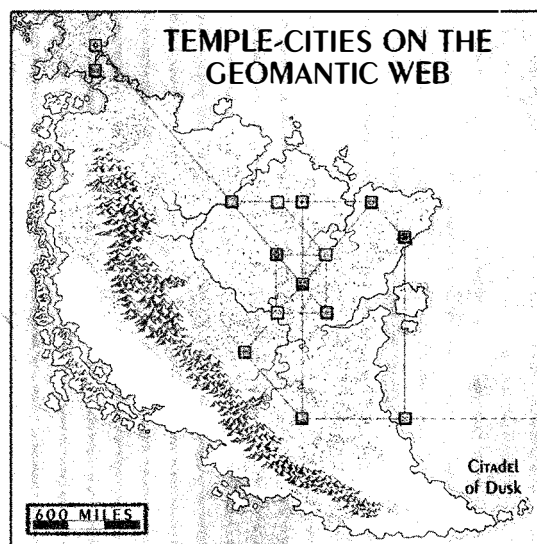 TEMPLE-CITIES ON THE
GEOMANTIC WEB
Citadel
of Dusk
600 MILES